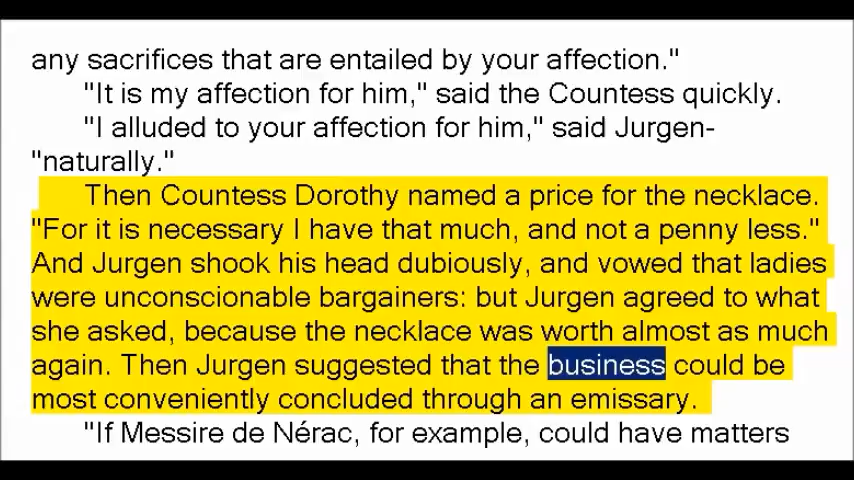 any sacrifices that are entailed by your affection."
"It is my affection for him," said the Countess quickly.
"I alluded to your affection for him," said Jurgen-
"naturally."
Then Countess Dorothy named a price for the necklace.
"For it is necessary I have that much, and not a penny less."
And Jurgen shook his head dubiously, and vowed that ladies
were unconscionable bargainers: but Jurgen agreed to what
she asked, because the necklace was worth almost as much
again. Then Jurgen suggested that the business could be
most conveniently concluded through an emissary.
"If Messire de Nérac, for example, could have matters